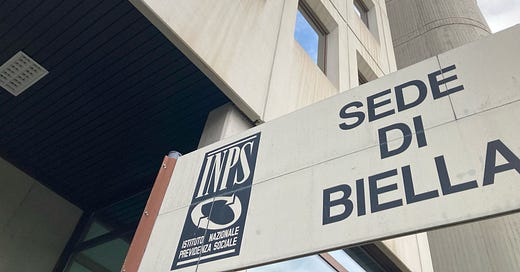 INPS
ISTITUTO NAZIONALE
PREVIDENZA SOCIALE
SEDE
DI
BIELLA